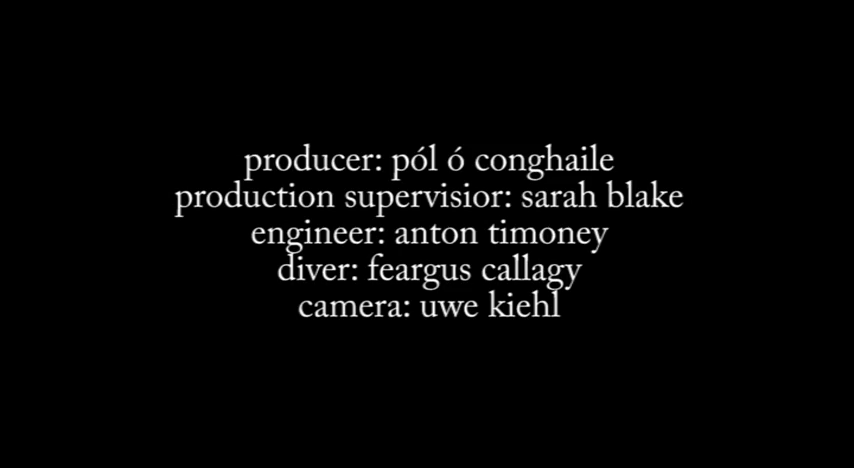 producer: pól ó conghaile
production supervisior: sarah blake
engineer: anton timoney
diver: feargus callagy
camera: uwe kiehl